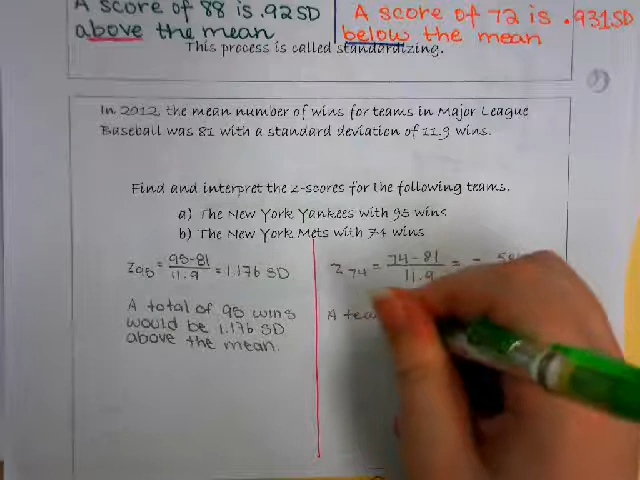 A score of 88 is .92 SD
above the mean
A score of 72 is .931 SD
below the mean
This process is called standardizing.
In 2012 the mean number of wins for teams in Major League
Baseball was 81 with a standard deviation of 11.9 wins.
Find and interpret the z-scores for the following teams.
a) The New York Yankees with 95 wins
b) The New York Mets with 74 wins
Z95 = 95-81 / 11.9 = 1.176 SD
A total of 95 wins
would be 1.176 SD
above the mean.
Z74 = 74-81 / 11.9 = -
A